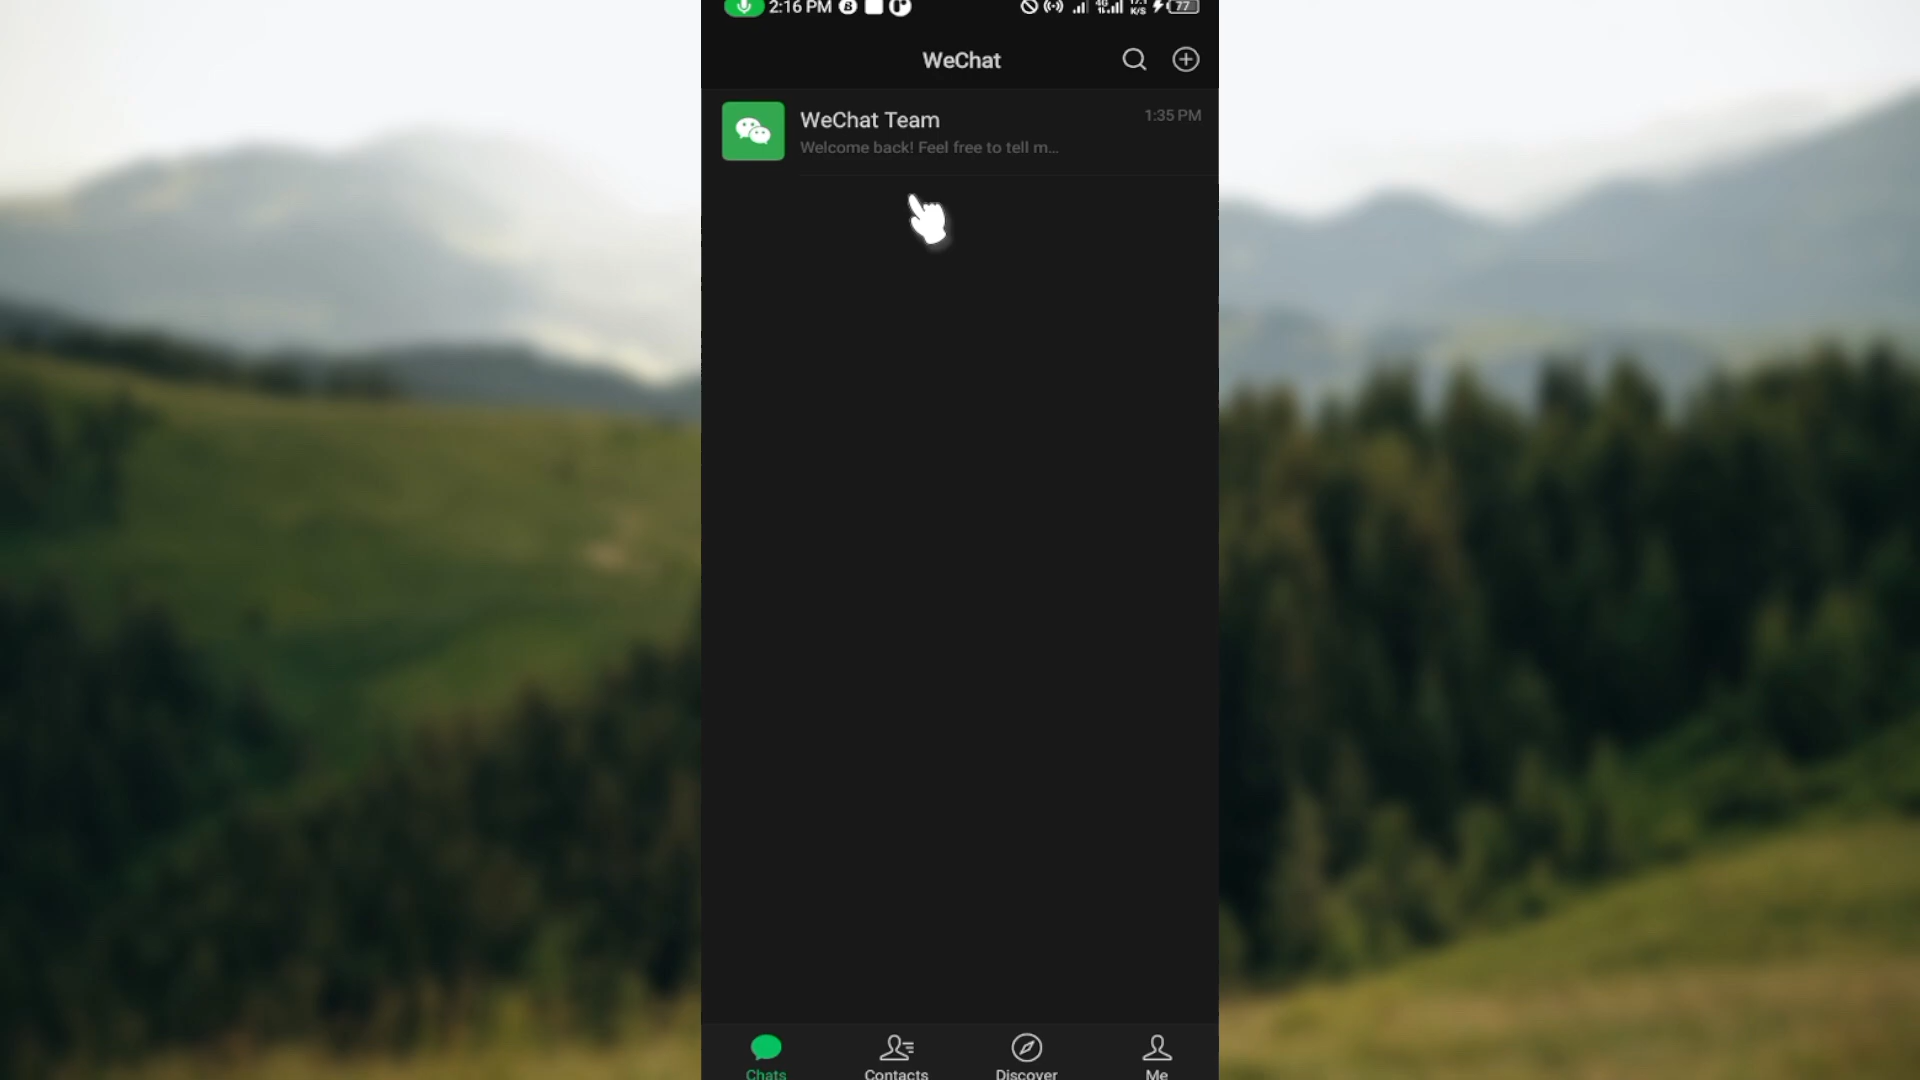 2:16 PM
77
WeChat
WeChat Team
1:35 PM
Welcome back! Feel free to tell m...
Chats
Contacts
Discover
Me